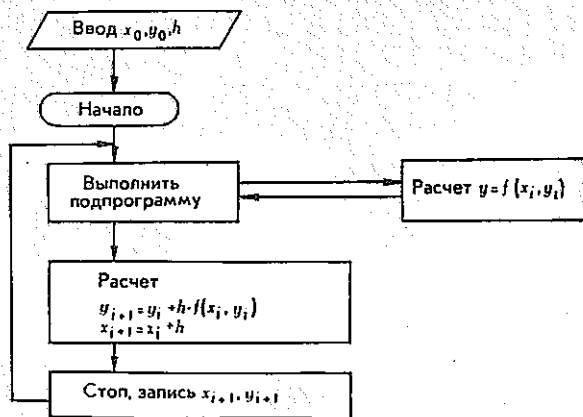 Ввод x₀, y₀, h
Начало
Выполнить
подпрограмму
Расчет y = f (xᵢ, yᵢ)
Расчет
yᵢ₊₁ = yᵢ + h · f(xᵢ, yᵢ)
xᵢ₊₁ = xᵢ + h
Стоп, запись xᵢ₊₁, yᵢ₊₁